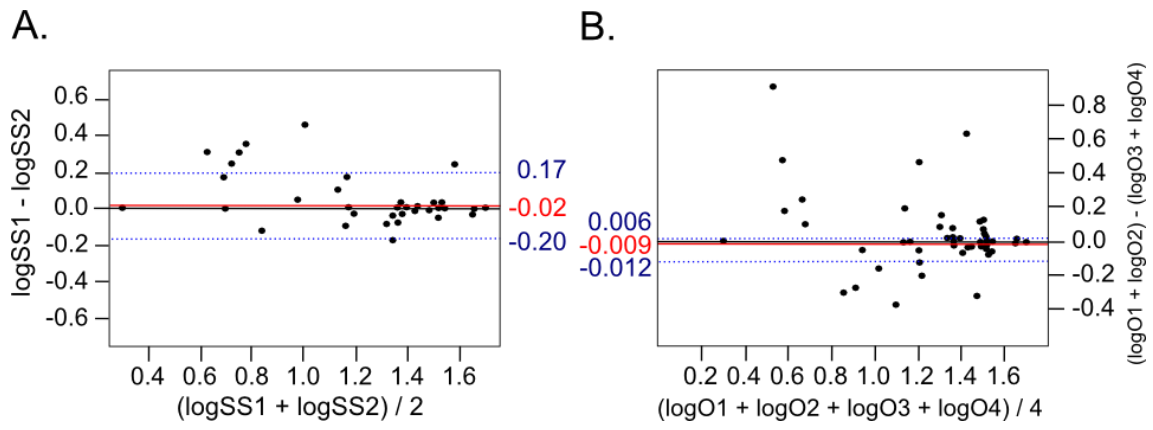 A.
logSS1 - logSS2
0.6
0.4
0.2
0.0
-0.2
-0.4
-0.6
0.4 0.6 0.8 1.0 1.2 1.4 1.6
(logSS1 + logSS2) / 2
0.17
-0.02
-0.20
B.
0.006
-0.009
-0.012
0.8
0.6
0.4
0.2
0.0
-0.2
-0.4
(logO1 + logO2) - (logO3 + logO4)
0.2 0.4 0.6 0.8 1.0 1.2 1.4 1.6
(logO1 + logO2 + logO3 + logO4) / 4